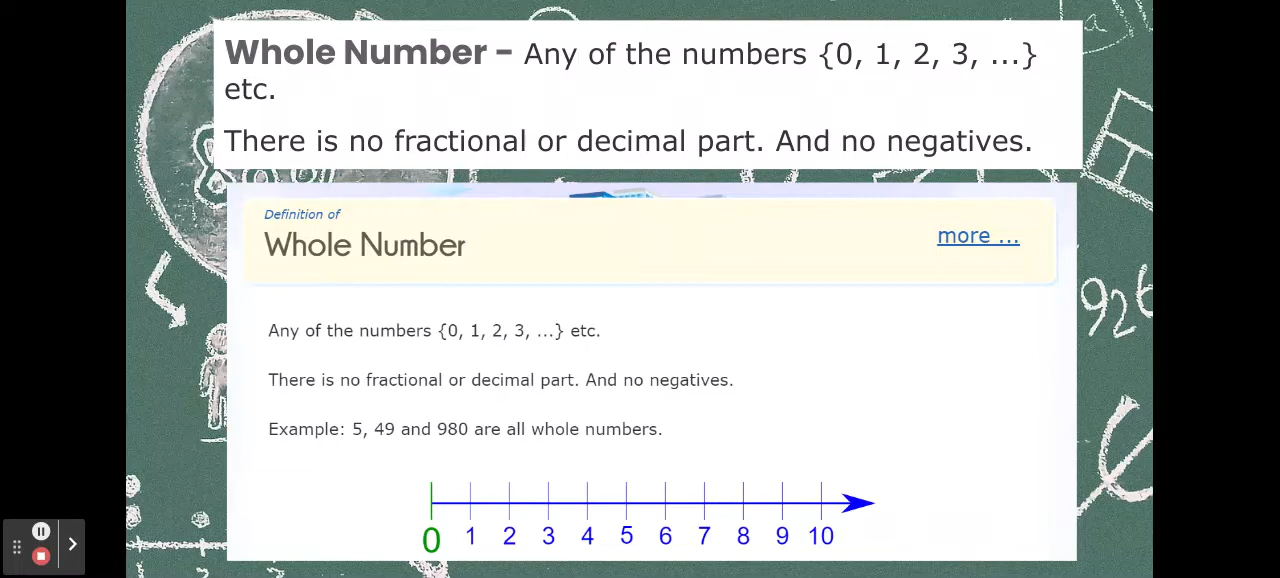 Whole Number - Any of the numbers {0, 1, 2, 3, ...}
etc.
There is no fractional or decimal part. And no negatives.
Definition of
Whole Number
more ...
Any of the numbers {0, 1, 2, 3, ...} etc.
There is no fractional or decimal part. And no negatives.
Example: 5, 49 and 980 are all whole numbers.
0 1 2 3 4 5 6 7 8 9 10